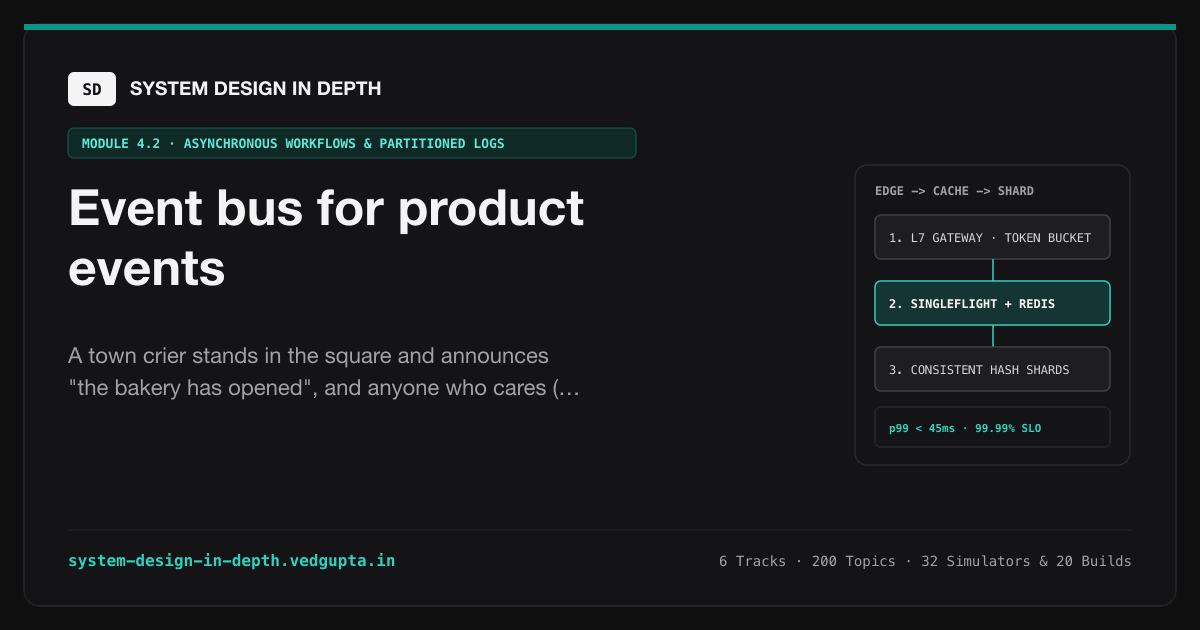 SD SYSTEM DESIGN IN DEPTH
MODULE 4.2 · ASYNCHRONOUS WORKFLOWS & PARTITIONED LOGS
Event bus for product
events
A town crier stands in the square and announces
"the bakery has opened", and anyone who cares (…
EDGE —> CACHE —> SHARD
1. L7 GATEWAY · TOKEN BUCKET
2. SINGLEFLIGHT + REDIS
3. CONSISTENT HASH SHARDS
p99 < 45ms · 99.99% SLO
system-design-in-depth.vedgupta.in
6 Tracks · 200 Topics · 32 Simulators & 20 Builds